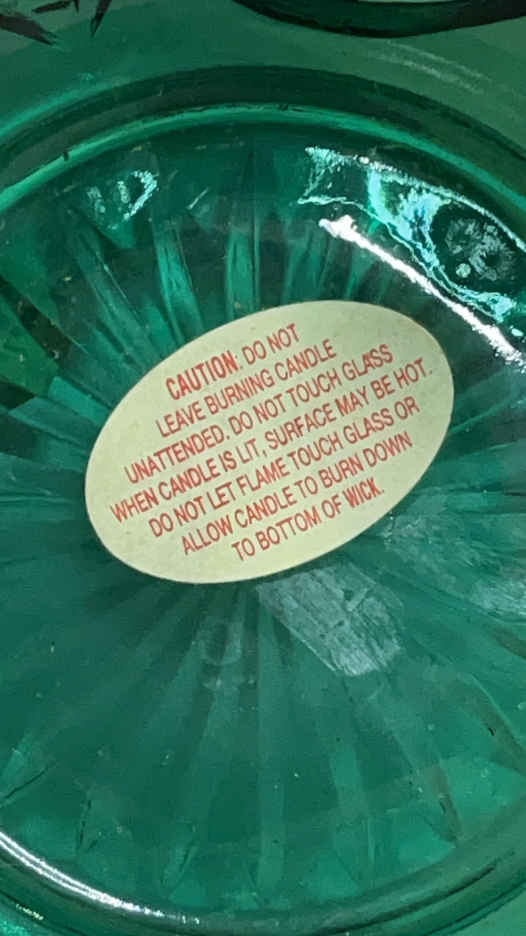 CAUTION: DO NOT
LEAVE BURNING CANDLE
UNATTENDED. DO NOT TOUCH GLASS
WHEN CANDLE IS LIT, SURFACE MAY BE HOT.
DO NOT LET FLAME TOUCH GLASS OR
ALLOW CANDLE TO BURN DOWN
TO BOTTOM OF WICK.